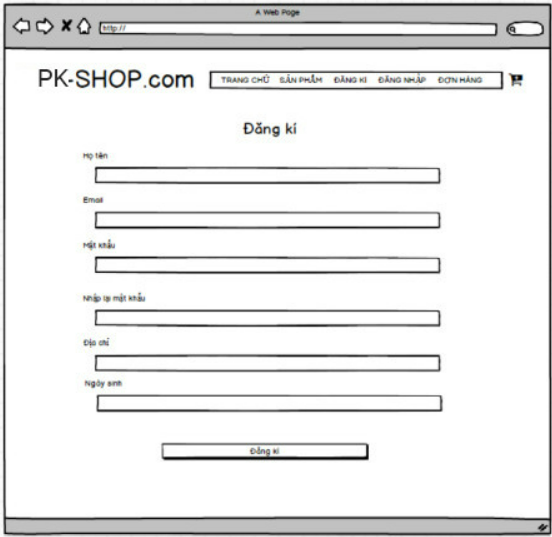 A Web Page
http://
PK-SHOP.com
TRANG CHỦ SẢN PHẨM ĐĂNG KÍ ĐĂNG NHẬP ĐƠN HÀNG
Đăng kí
Họ tên
Email
Mật khẩu
Nhập lại mật khẩu
Địa chỉ
Ngày sinh
Đăng kí